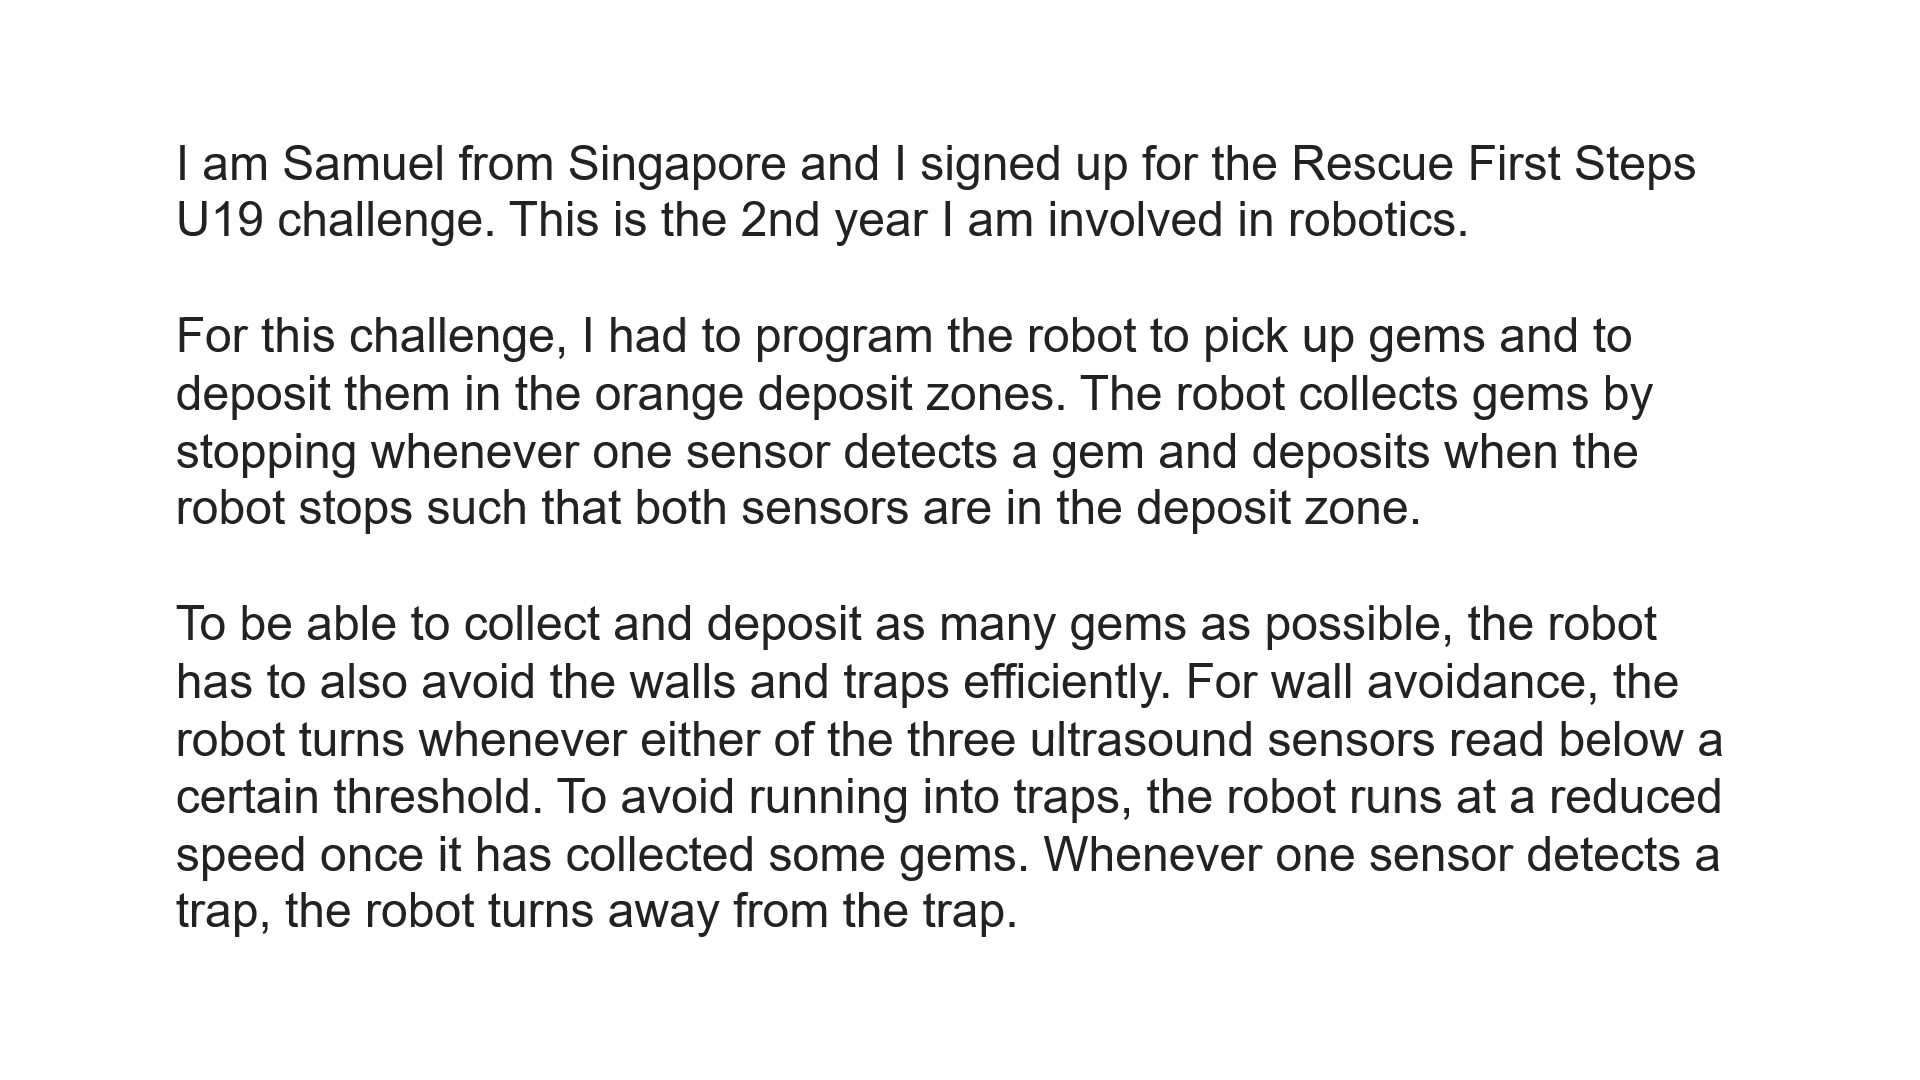 I am Samuel from Singapore and I signed up for the Rescue First Steps
U19 challenge. This is the 2nd year I am involved in robotics.
For this challenge, I had to program the robot to pick up gems and to
deposit them in the orange deposit zones. The robot collects gems by
stopping whenever one sensor detects a gem and deposits when the
robot stops such that both sensors are in the deposit zone.
To be able to collect and deposit as many gems as possible, the robot
has to also avoid the walls and traps efficiently. For wall avoidance, the
robot turns whenever either of the three ultrasound sensors read below a
certain threshold. To avoid running into traps, the robot runs at a reduced
speed once it has collected some gems. Whenever one sensor detects a
trap, the robot turns away from the trap.